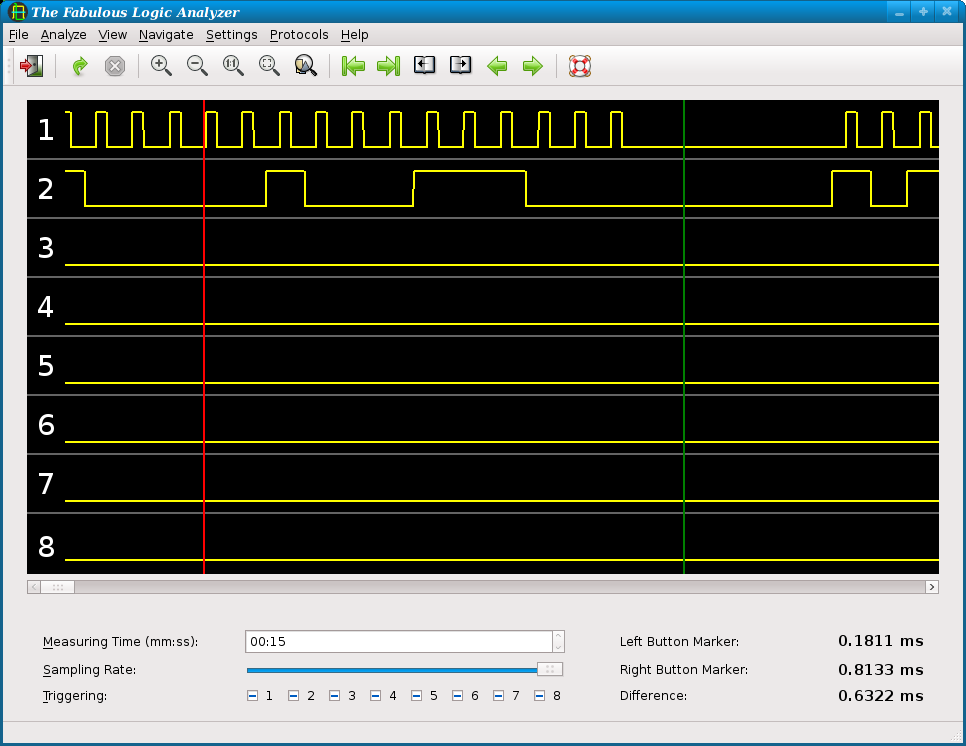 The Fabulous Logic Analyzer
File Analyze View Navigate Settings Protocols Help
1:1
1
2
3
4
5
6
7
8
Measuring Time (mm:ss): 00:15 Left Button Marker: 0.1811 ms
Sampling Rate: Right Button Marker: 0.8133 ms
Triggering: 1 2 3 4 5 6 7 8 Difference: 0.6322 ms